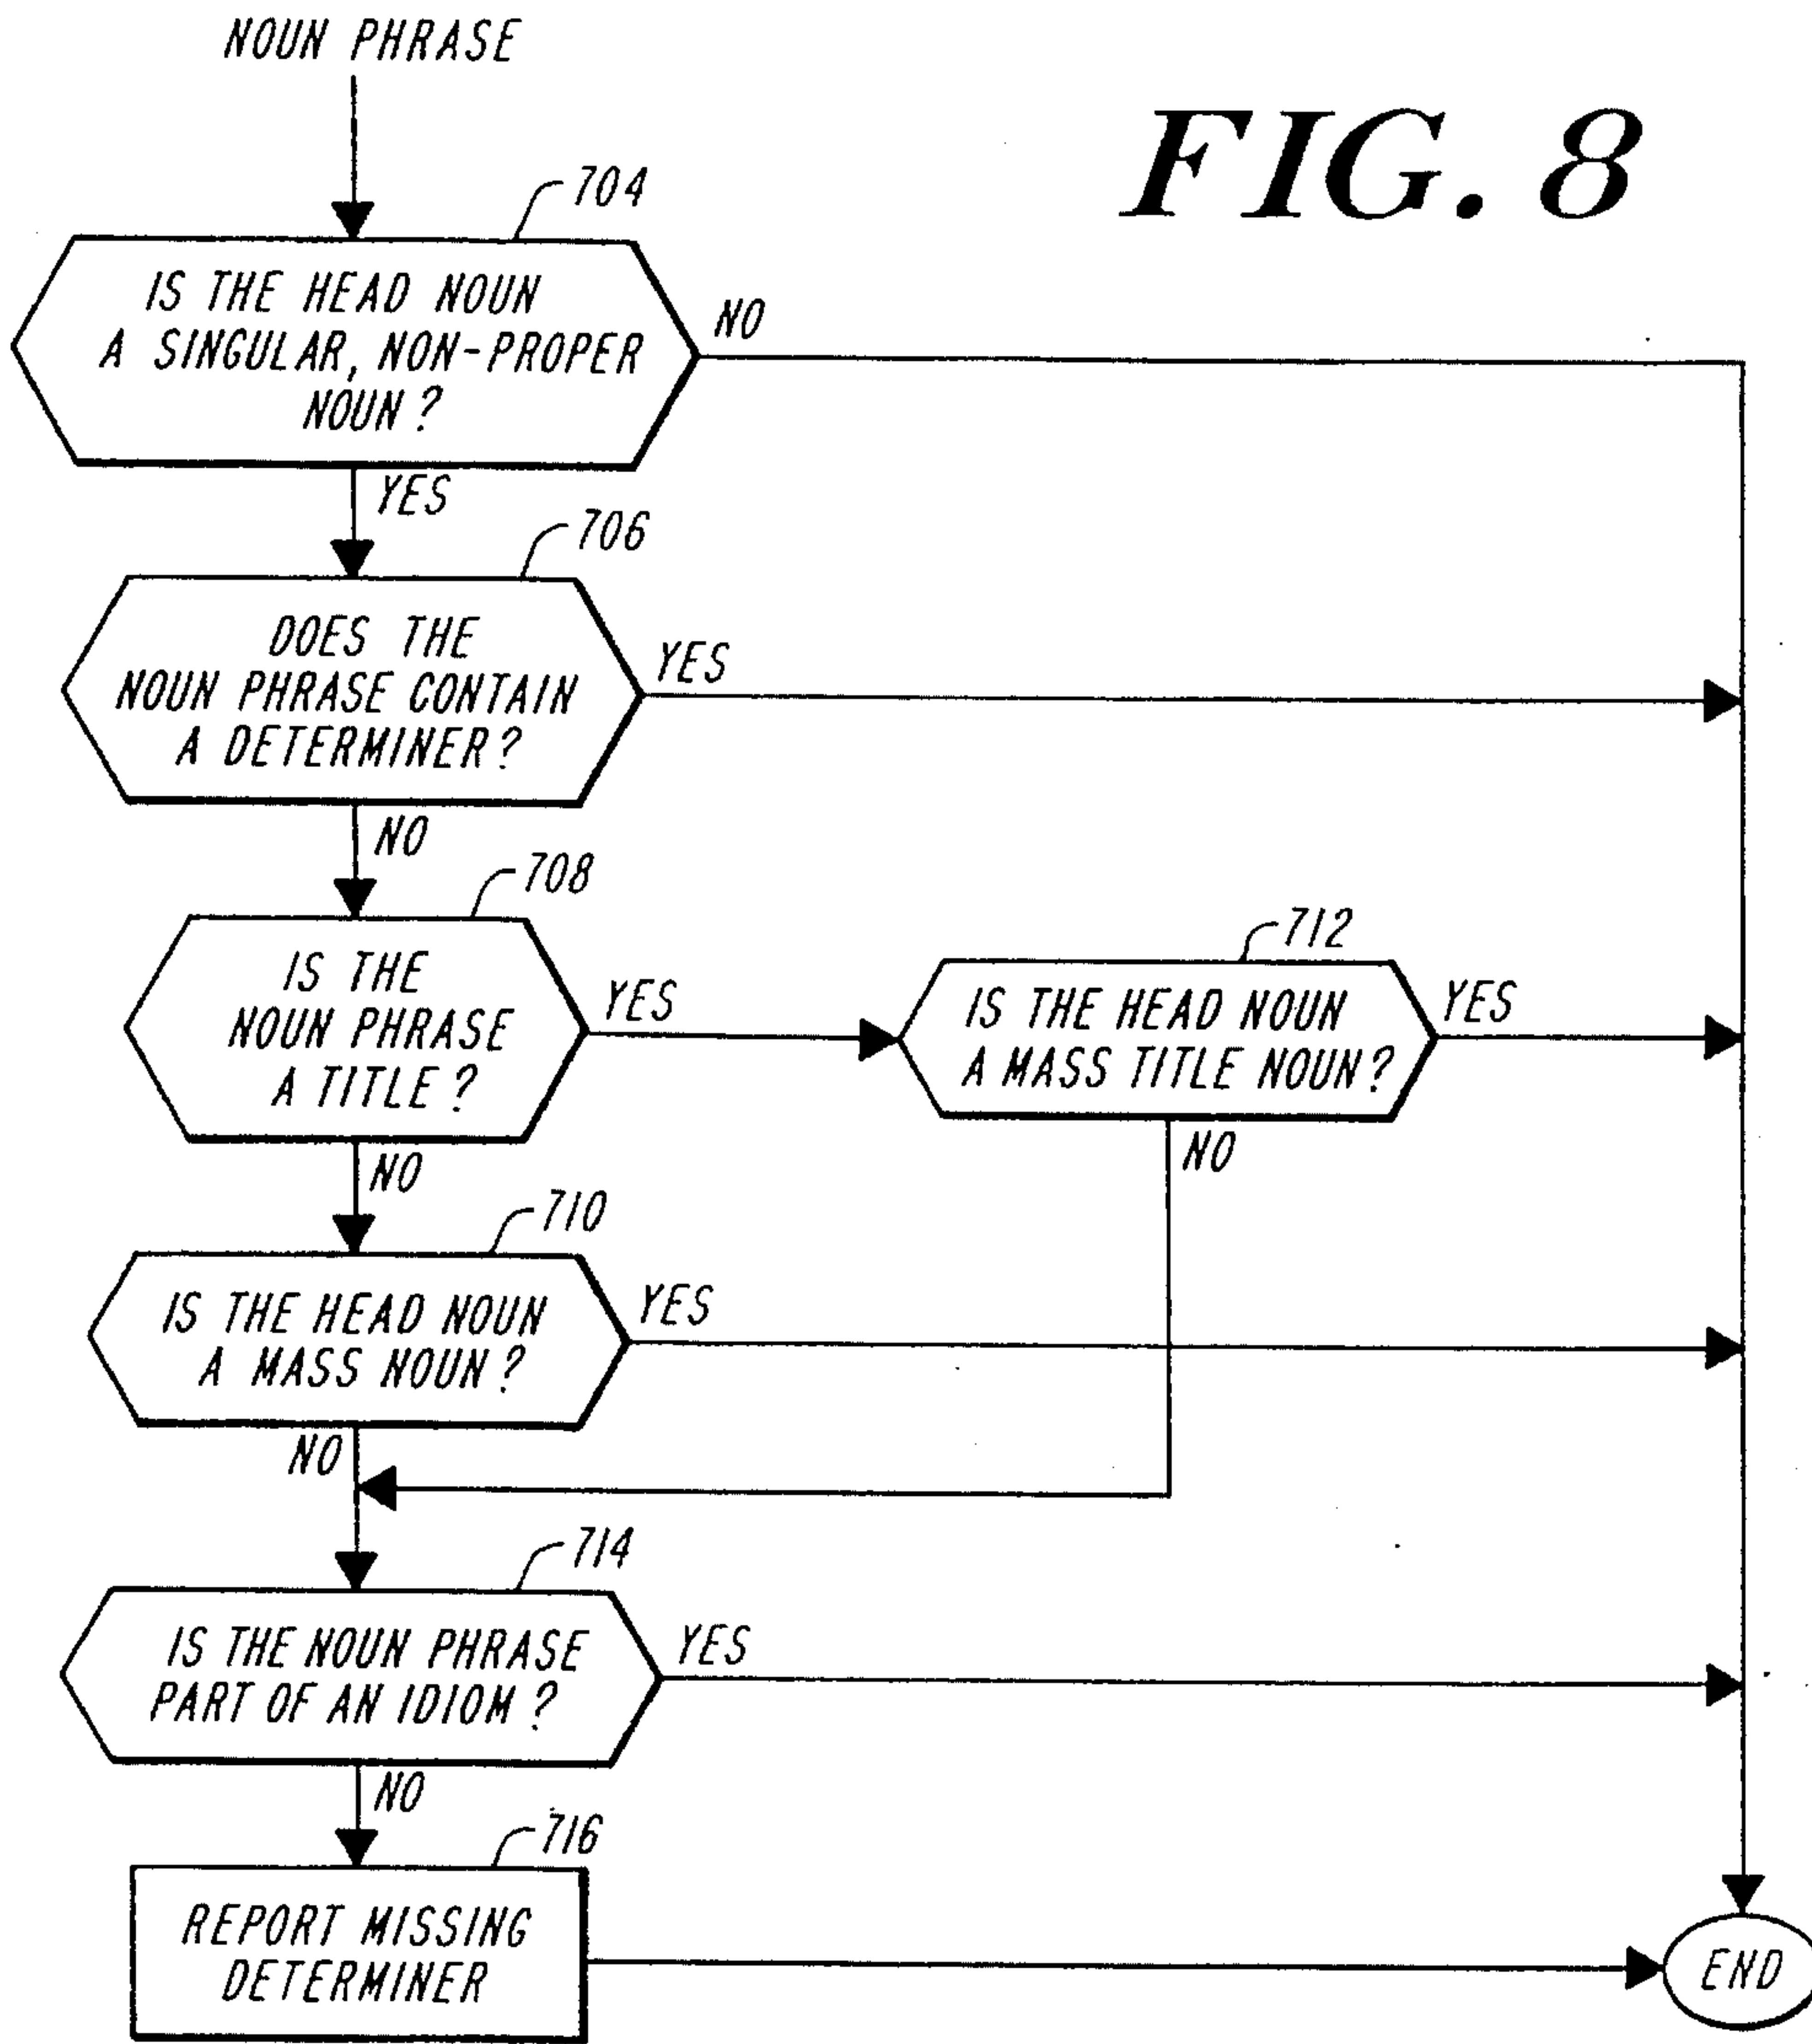 NOUN PHRASE
FIG. 8
704
IS THE HEAD NOUN
A SINGULAR, NON-PROPER
NOUN?
NO
YES
706
DOES THE
NOUN PHRASE CONTAIN
A DETERMINER?
YES
NO
708
IS THE
NOUN PHRASE
A TITLE?
YES
712
IS THE HEAD NOUN
A MASS TITLE NOUN?
YES
NO
NO
710
IS THE HEAD NOUN
A MASS NOUN?
YES
NO
714
IS THE NOUN PHRASE
PART OF AN IDIOM?
YES
NO
716
REPORT MISSING
DETERMINER
END